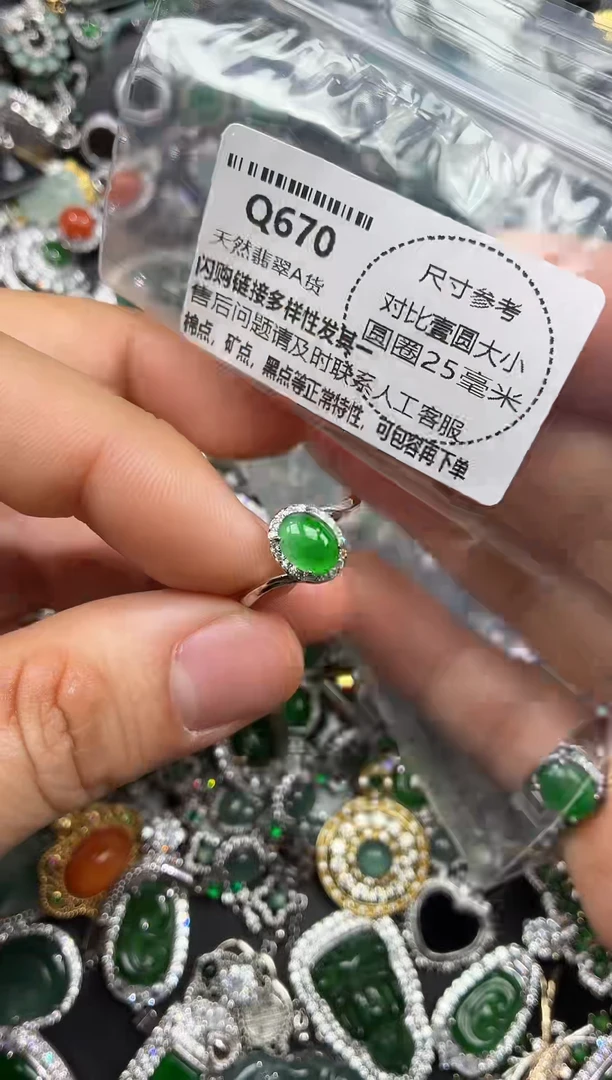 Q670
天然翡翠A货
闪购链接多样性发其一
售后问题请及时联系人工客服
棉点，矿点，黑点等正常特性，可包容再下单
尺寸参考
对比壹圆大小
圆圈25毫米